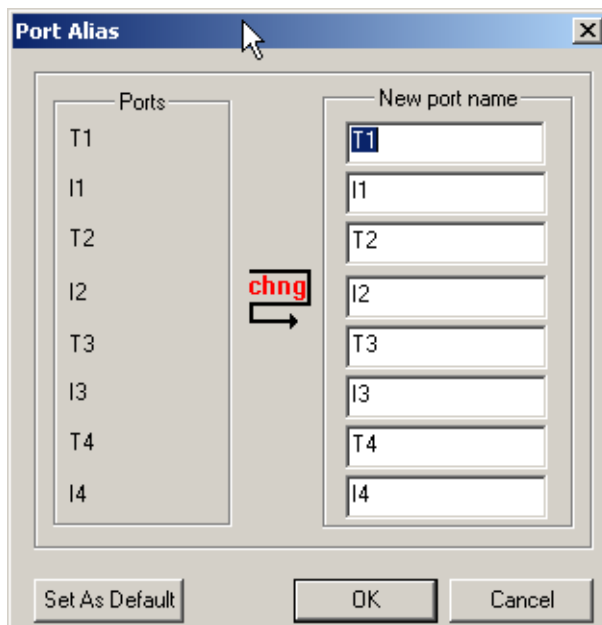 Port Alias
Ports
New port name
T1
T1
I1
I1
T2
T2
I2
chng
I2
T3
T3
I3
I3
T4
T4
I4
I4
Set As Default
OK
Cancel